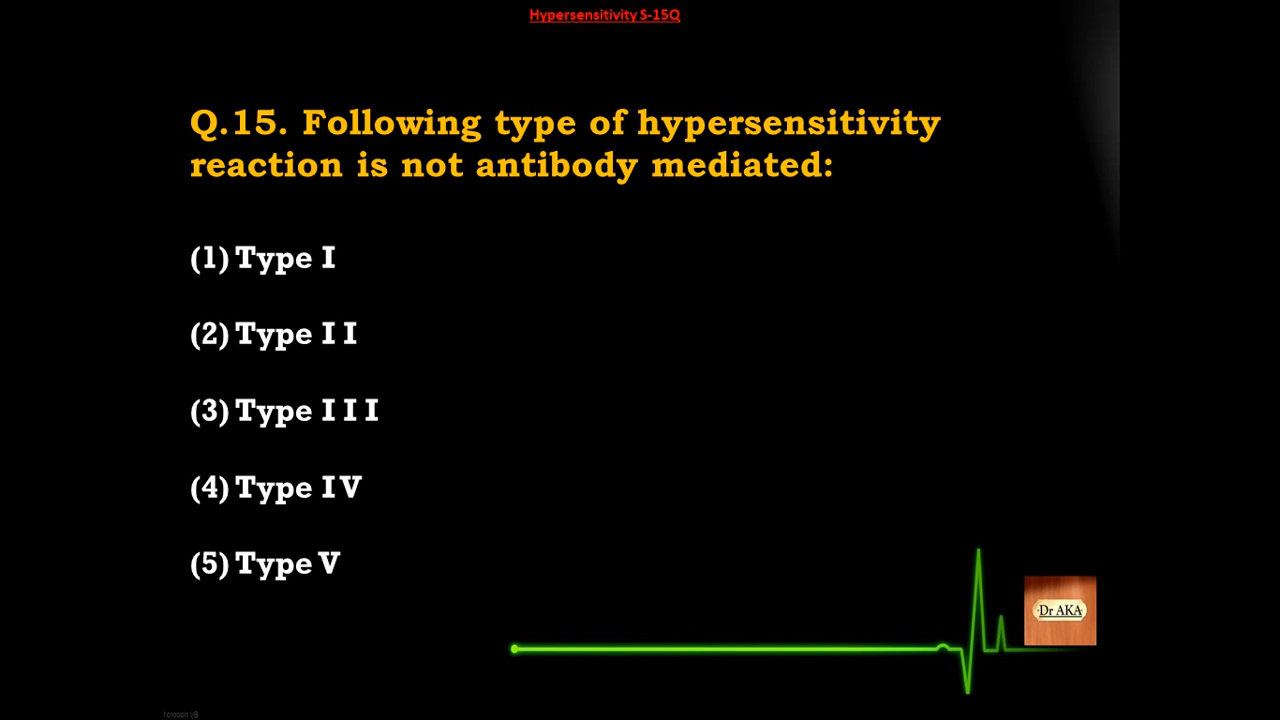 Hypersensitivity S-15Q
Q.15. Following type of hypersensitivity
reaction is not antibody mediated:
(1) Type I
(2) Type I I
(3) Type I I I
(4) Type I V
(5) Type V
Dr AKA